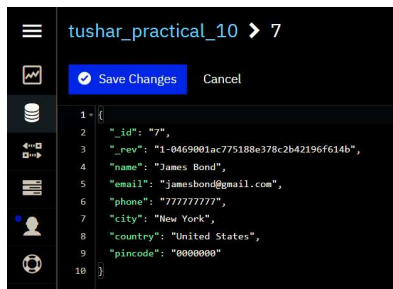 tushar_practical_10 > 7
Save Changes Cancel
1 {
2 "_id": "7",
3 "_rev": "1-0469001ac775188e378c2b42196f614b",
4 "name": "James Bond",
5 "email": "jamesbond@gmail.com",
6 "phone": "777777777",
7 "city": "New York",
8 "country": "United States",
9 "pincode": "0000000"
10 }